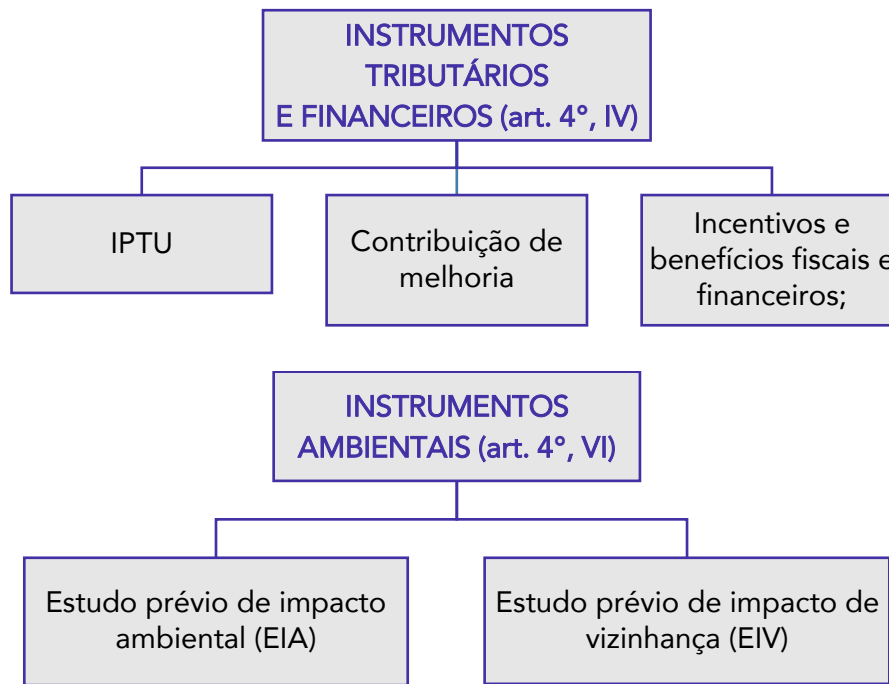 INSTRUMENTOS
TRIBUTÁRIOS
E FINANCEIROS (art. 4°, IV)
IPTU
Contribuição de
melhoria
Incentivos e
benefícios fiscais e
financeiros;
INSTRUMENTOS
AMBIENTAIS (art. 4°, VI)
Estudo prévio de impacto
ambiental (EIA)
Estudo prévio de impacto de
vizinhança (EIV)